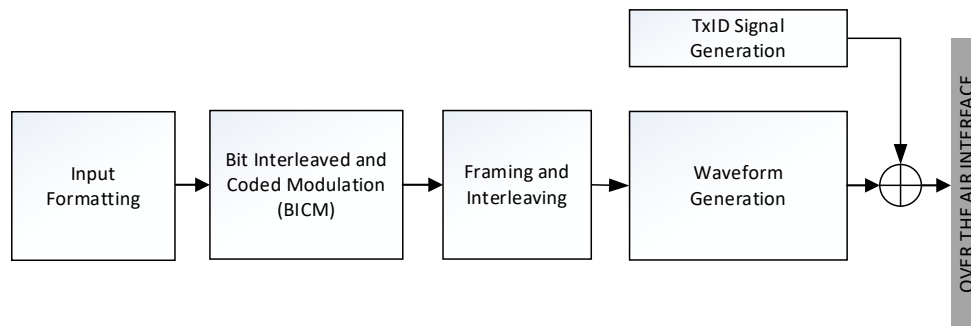 TxID Signal
Generation
Input
Formatting
Bit Interleaved and
Coded Modulation
(BICM)
Framing and
Interleaving
Waveform
Generation
OVER THE AIR INTERFACE